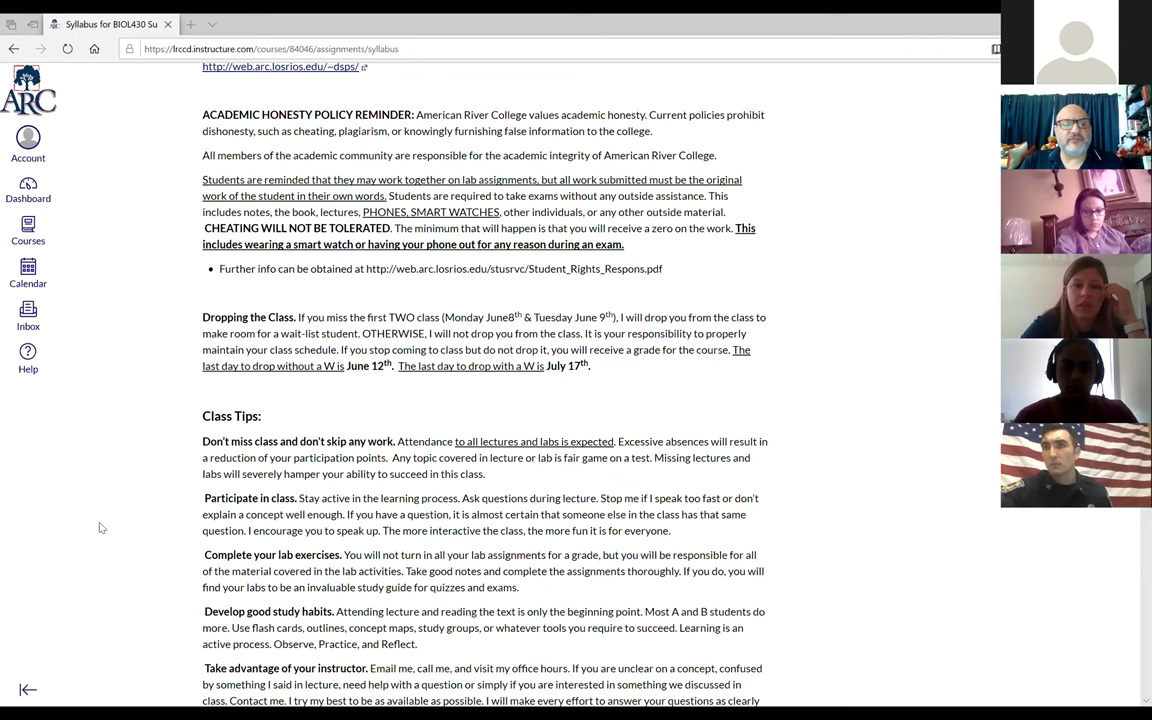 Syllabus for BIOL430 Su
https://lrccd.instructure.com/courses/84046/assignments/syllabus
ARC
Account
Dashboard
Courses
Calendar
Inbox
Help
http://web.arc.losrios.edu/~dsps/
ACADEMIC HONESTY POLICY REMINDER: American River College values academic honesty. Current policies prohibit
dishonesty, such as cheating, plagiarism, or knowingly furnishing false information to the college.
All members of the academic community are responsible for the academic integrity of American River College.
Students are reminded that they may work together on lab assignments, but all work submitted must be the original
work of the student in their own words. Students are required to take exams without any outside assistance. This
includes notes, the book, lectures, PHONES, SMART WATCHES, other individuals, or any other outside material.
CHEATING WILL NOT BE TOLERATED. The minimum that will happen is that you will receive a zero on the work. This
includes wearing a smart watch or having your phone out for any reason during an exam.
• Further info can be obtained at http://web.arc.losrios.edu/stusrvc/Student_Rights_Respons.pdf
Dropping the Class. If you miss the first TWO class (Monday June8th & Tuesday June 9th), I will drop you from the class to
make room for a wait-list student. OTHERWISE, I will not drop you from the class. It is your responsibility to properly
maintain your class schedule. If you stop coming to class but do not drop it, you will receive a grade for the course. The
last day to drop without a W is June 12th. The last day to drop with a W is July 17th.
Class Tips:
Don't miss class and don't skip any work. Attendance to all lectures and labs is expected. Excessive absences will result in
a reduction of your participation points. Any topic covered in lecture or lab is fair game on a test. Missing lectures and
labs will severely hamper your ability to succeed in this class.
Participate in class. Stay active in the learning process. Ask questions during lecture. Stop me if I speak too fast or don't
explain a concept well enough. If you have a question, it is almost certain that someone else in the class has that same
question. I encourage you to speak up. The more interactive the class, the more fun it is for everyone.
Complete your lab exercises. You will not turn in all your lab assignments for a grade, but you will be responsible for all
of the material covered in the lab activities. Take good notes and complete the assignments thoroughly. If you do, you will
find your labs to be an invaluable study guide for quizzes and exams.
Develop good study habits. Attending lecture and reading the text is only the beginning point. Most A and B students do
more. Use flash cards, outlines, concept maps, study groups, or whatever tools you require to succeed. Learning is an
active process. Observe, Practice, and Reflect.
Take advantage of your instructor. Email me, call me, and visit my office hours. If you are unclear on a concept, confused
by something I said in lecture, need help with a question or simply if you are interested in something we discussed in
class. Contact me. I try my best to be as available as possible. I will make every effort to answer your questions as clearly